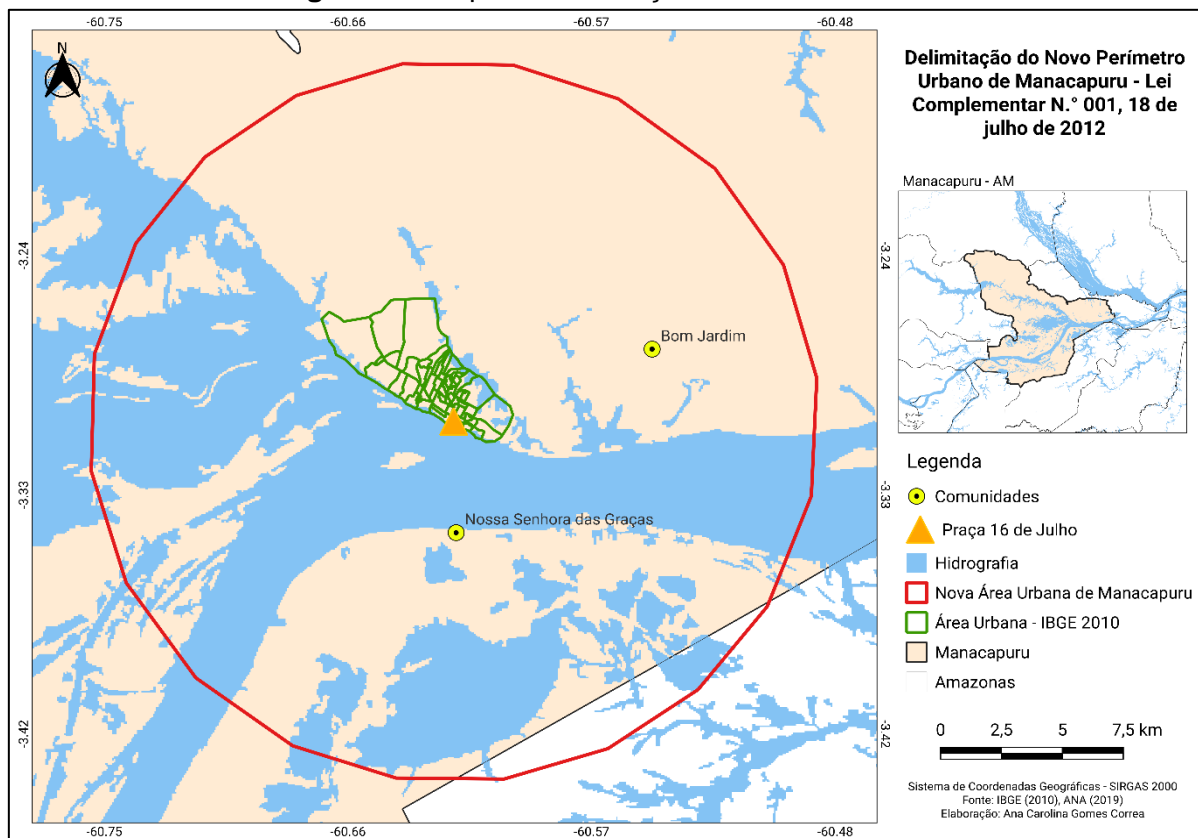 -60.75
-60.66
-60.57
-60.48
N
-3.24
-3.24
Bom Jardim
-3.33
-3.33
Nossa Senhora das Graças
-3.42
-3.42
-60.75
-60.66
-60.57
-60.48
Delimitação do Novo Perímetro
Urbano de Manacapuru - Lei
Complementar N.° 001, 18 de
julho de 2012
Manacapuru - AM
Legenda
Comunidades
Praça 16 de Julho
Hidrografia
Nova Área Urbana de Manacapuru
Área Urbana - IBGE 2010
Manacapuru
Amazonas
0 2,5 5 7,5 km
Sistema de Coordenadas Geográficas - SIRGAS 2000
Fonte: IBGE (2010), ANA (2019)
Elaboração: Ana Carolina Gomes Correa